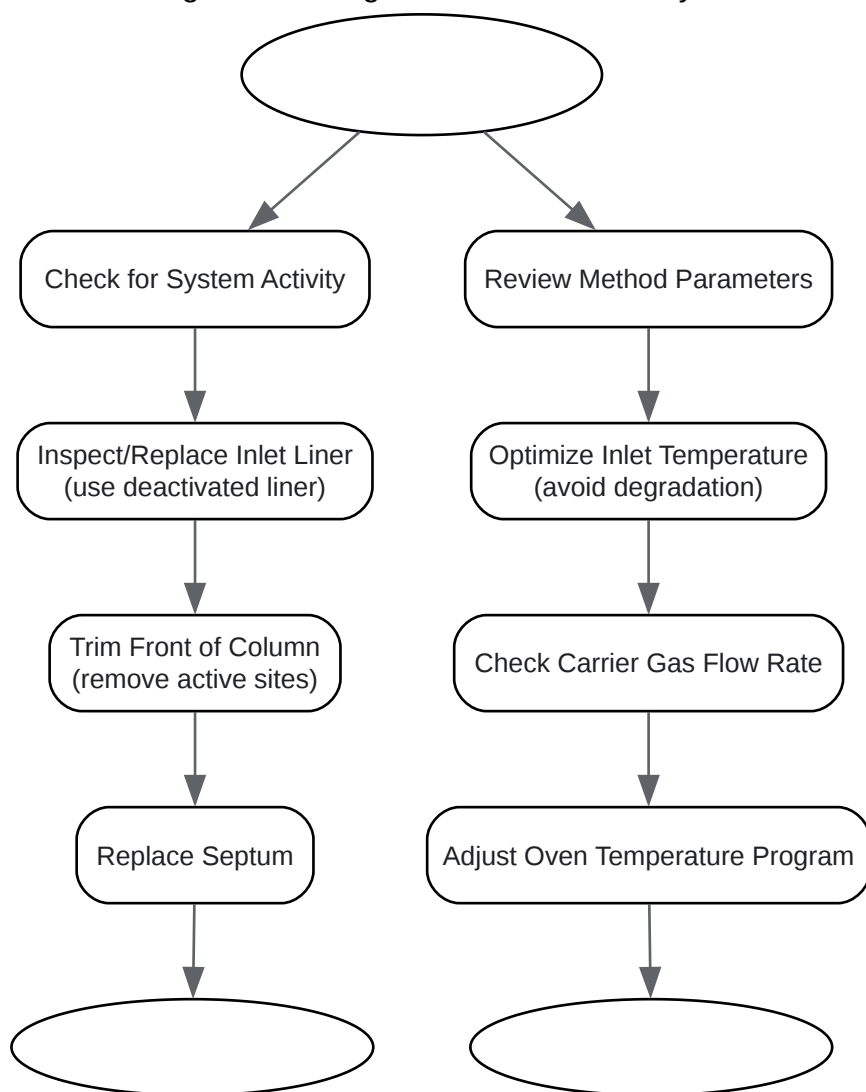 Check for System Activity
Review Method Parameters
Inspect/Replace Inlet Liner
(use deactivated liner)
Optimize Inlet Temperature
(avoid degradation)
Trim Front of Column
(remove active sites)
Check Carrier Gas Flow Rate
Replace Septum
Adjust Oven Temperature Program